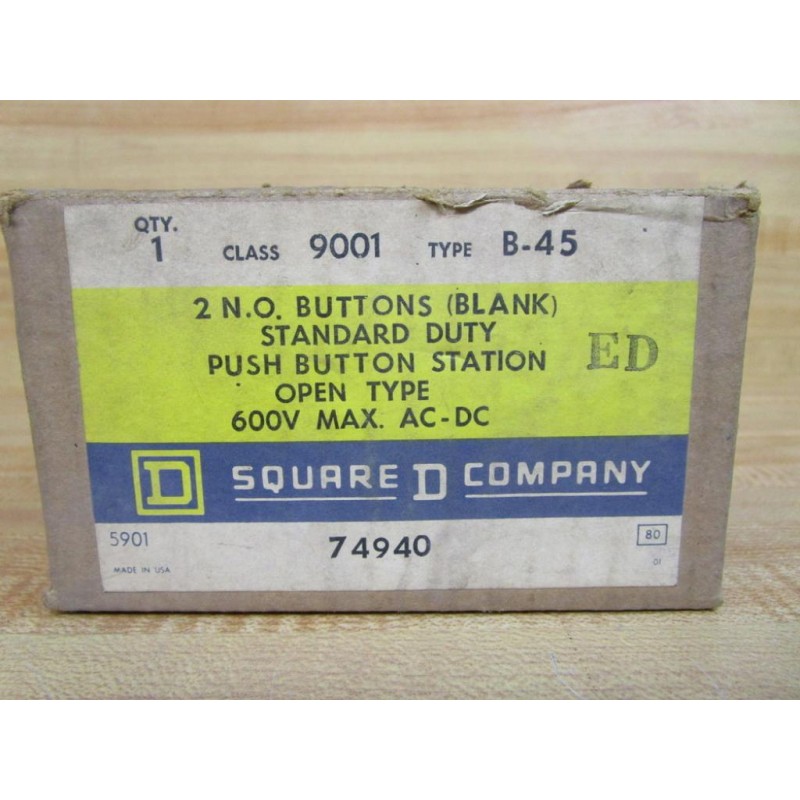 QTY.
1 CLASS 9001 TYPE B-45
2 N.O. BUTTONS (BLANK)
STANDARD DUTY
PUSH BUTTON STATION ED
OPEN TYPE
600V MAX. AC-DC
D SQUARE D COMPANY
5901 74940 80
MADE IN USA 01